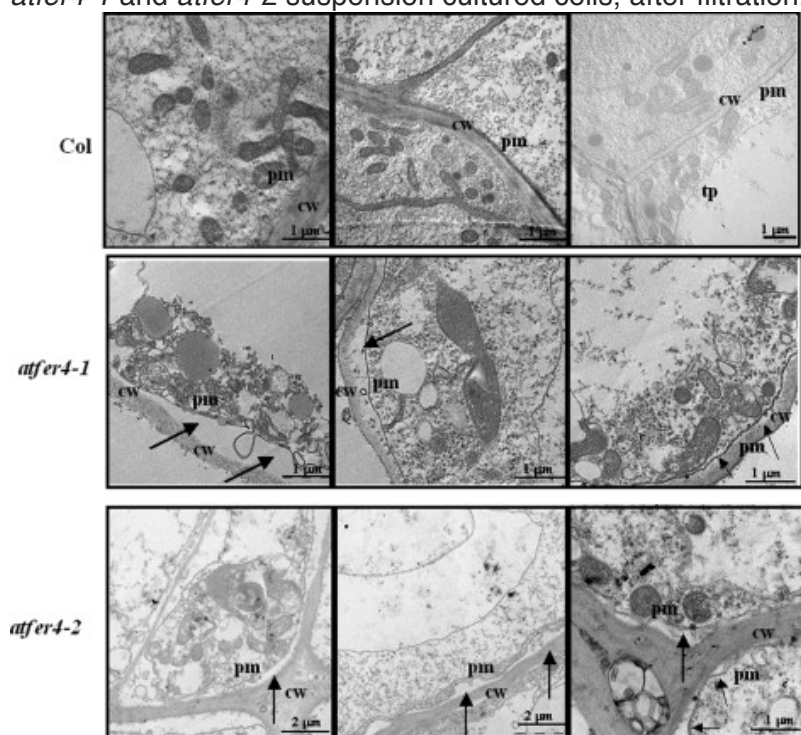 atfer4-1 and atfer4-2 suspension cultured cells, after filtration.
Col
pm
cw
1 μm
cw
pm
1 μm
cw
pm
tp
1 μm
atfer4-1
cw
pm
cw
1 μm
cw
pm
1 μm
cw
pm
1 μm
atfer4-2
pm
cw
2 μm
pm
cw
2 μm
pm
cw
pm
1 μm